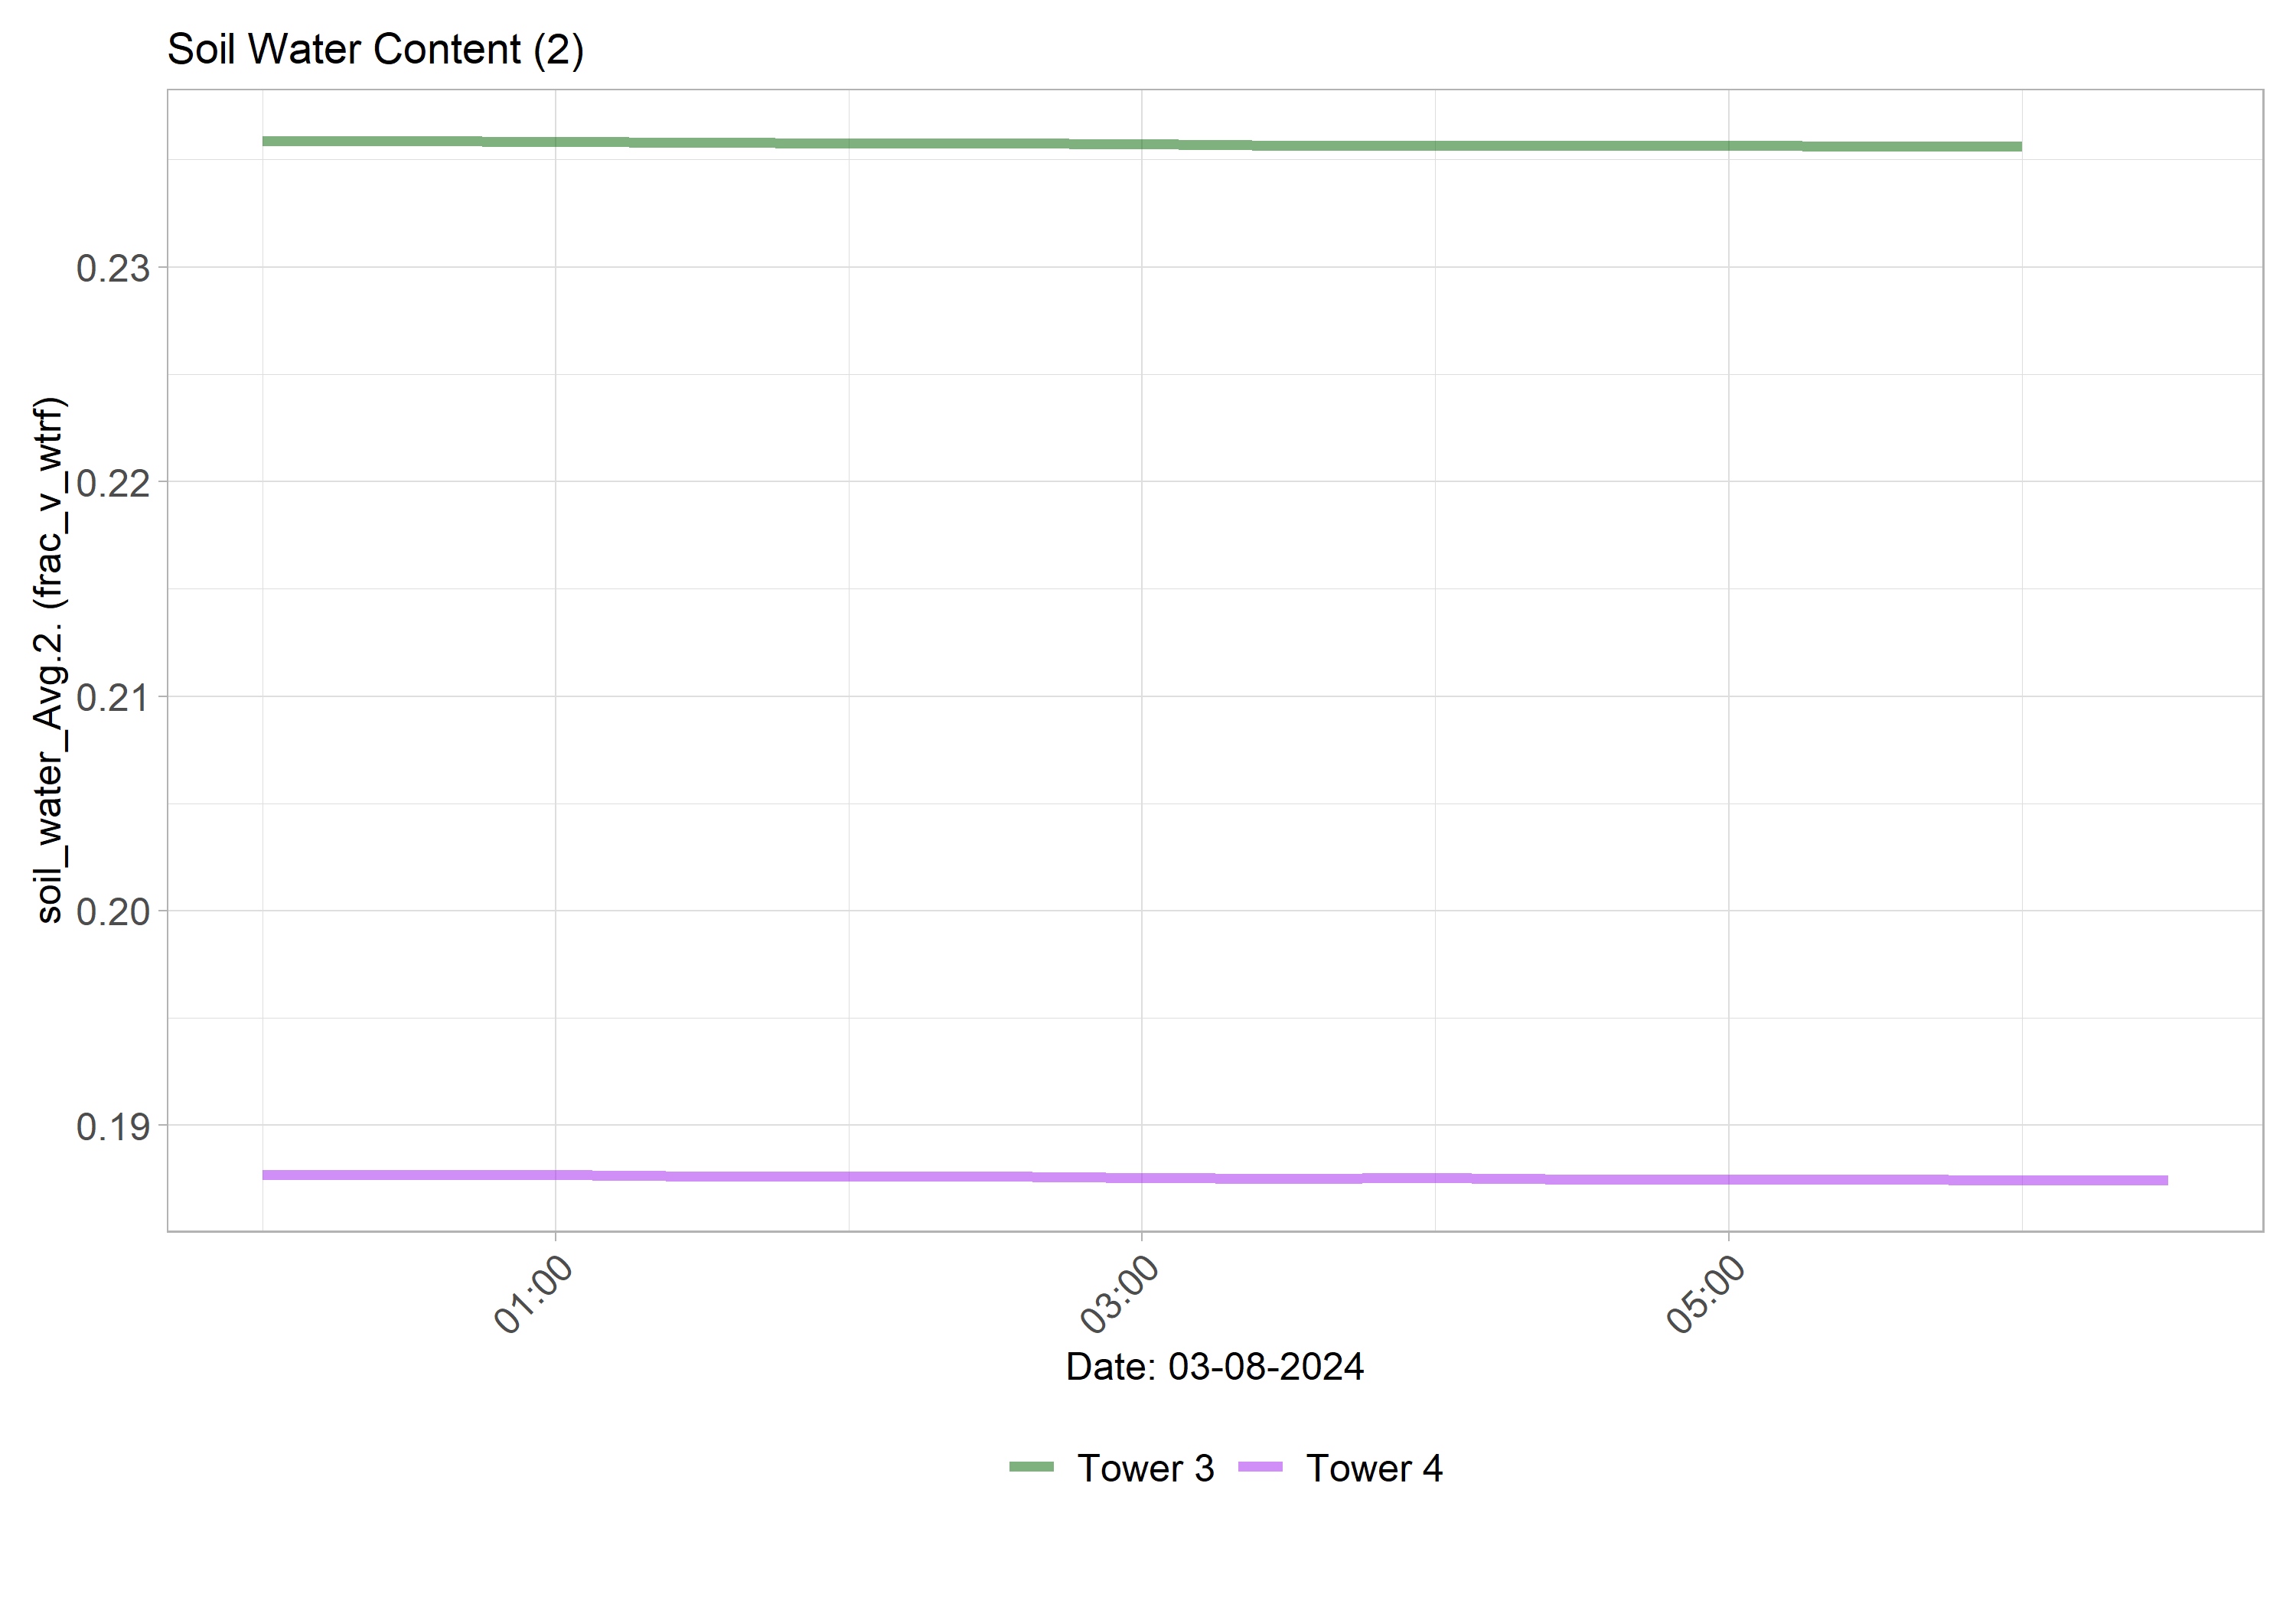 Soil Water Content (2)
soil_water_Avg.2. (frac_v_wtrf)
0.23
0.22
0.21
0.20
0.19
01:00
03:00
05:00
Date: 03-08-2024
Tower 3
Tower 4